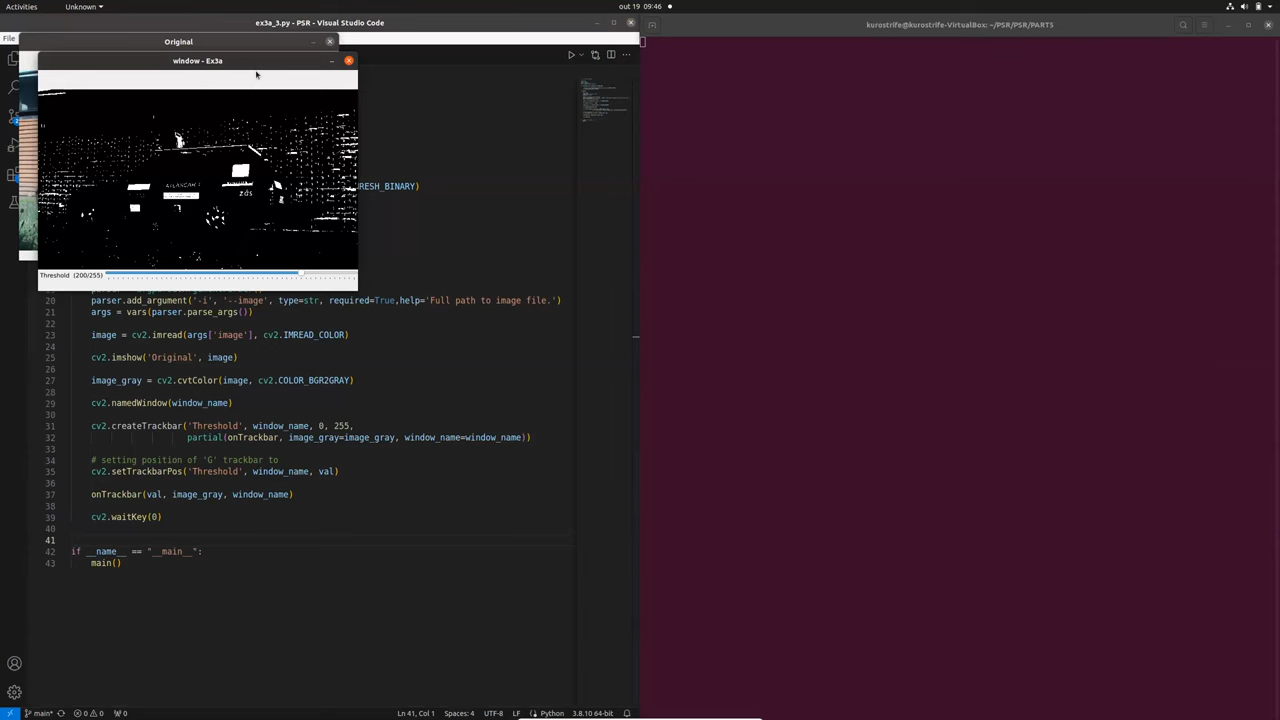 Activities
Unknown
out 19 09:46
ex3a_3.py - PSR - Visual Studio Code
kurostrife@kurostrife-VirtualBox: ~/PSR/PSR/PARTS
File
Original
window - Ex3a
ZAS
Threshold (200/255)
RESH_BINARY)
20 parser.add_argument('-i', '--image', type=str, required=True,help='Full path to image file.')
21 args = vars(parser.parse_args())
22
23 image = cv2.imread(args['image'], cv2.IMREAD_COLOR)
24
25 cv2.imshow('Original', image)
26
27 image_gray = cv2.cvtColor(image, cv2.COLOR_BGR2GRAY)
28
29 cv2.namedWindow(window_name)
30
31 cv2.createTrackbar('Threshold', window_name, 0, 255,
32 partial(onTrackbar, image_gray=image_gray, window_name=window_name))
33
34 # setting position of 'G' trackbar to
35 cv2.setTrackbarPos('Threshold', window_name, val)
36
37 onTrackbar(val, image_gray, window_name)
38
39 cv2.waitKey(0)
40
41
42 if __name__ == "__main__":
43 main()
main* 0 0 0 Ln 41, Col 1 Spaces: 4 UTF-8 LF Python 3.8.10 64-bit